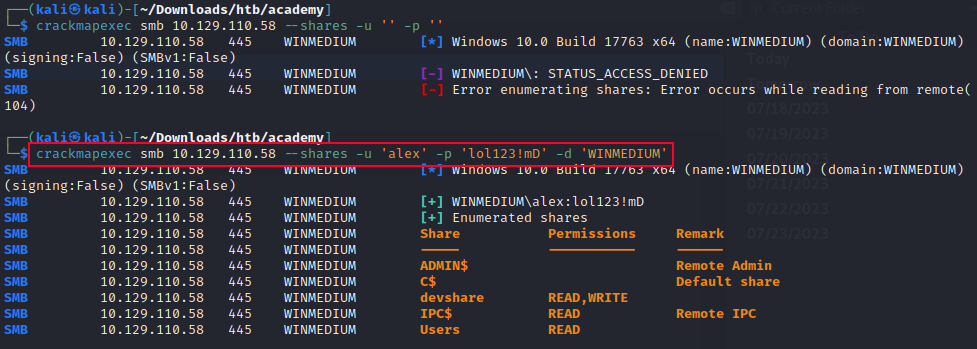 CurrentFolder
┌──(kali㉿kali)-[~/Downloads/htb/academy]
└─$ crackmapexec smb 10.129.110.58 --shares -u '' -p ''
SMB 10.129.110.58 445 WINMEDIUM [*] Windows 10.0 Build 17763 x64 (name:WINMEDIUM) (domain:WINMEDIUM)
(signing:False) (SMBv1:False)
Today
SMB 10.129.110.58 445 WINMEDIUM [-] WINMEDIUM\: STATUS_ACCESS_DENIED
SMB 10.129.110.58 445 WINMEDIUM [-] Error enumerating shares: Error occurs while reading from remote(
104)
07/18/2023
07/19/2023
┌──(kali㉿kali)-[~/Downloads/htb/academy]
└─$ crackmapexec smb 10.129.110.58 --shares -u 'alex' -p 'lol123!mD' -d 'WINMEDIUM'
07/20/2023
SMB 10.129.110.58 445 WINMEDIUM [*] Windows 10.0 Build 17763 x64 (name:WINMEDIUM) (domain:WINMEDIUM)
(signing:False) (SMBv1:False)
07/21/2023
SMB 10.129.110.58 445 WINMEDIUM [+] WINMEDIUM\alex:lol123!mD
07/22/2023
SMB 10.129.110.58 445 WINMEDIUM [+] Enumerated shares
SMB 10.129.110.58 445 WINMEDIUM Share Permissions Remark
07/23/2023
SMB 10.129.110.58 445 WINMEDIUM ----- ----------- ------
SMB 10.129.110.58 445 WINMEDIUM ADMIN$ Remote Admin
SMB 10.129.110.58 445 WINMEDIUM C$ Default share
SMB 10.129.110.58 445 WINMEDIUM devshare READ,WRITE
SMB 10.129.110.58 445 WINMEDIUM IPC$ READ Remote IPC
SMB 10.129.110.58 445 WINMEDIUM Users READ